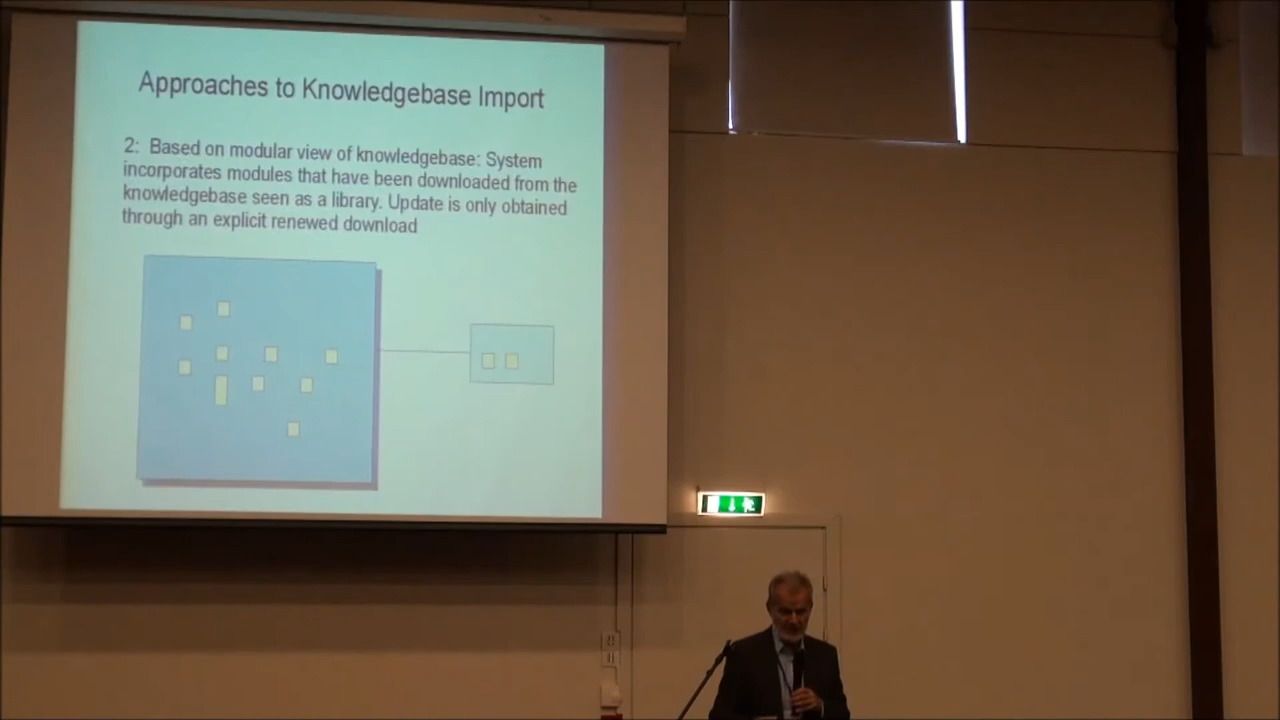 Approaches to Knowledgebase Import
2: Based on modular view of knowledgebase: System
incorporates modules that have been downloaded from the
knowledgebase seen as a library. Update is only obtained
through an explicit renewed download